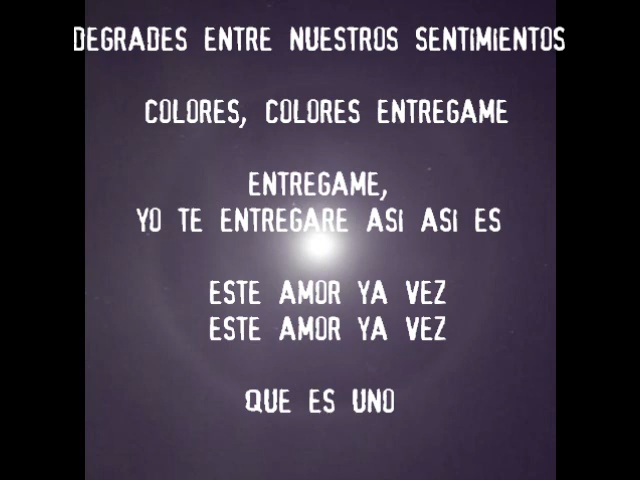 DEGRADES ENTRE NUESTROS SENTIMIENTOS
COLORES, COLORES ENTREGAME
ENTREGAME,
YO TE ENTREGARE ASI ASI ES
ESTE AMOR YA VEZ
ESTE AMOR YA VEZ
QUE ES UNO